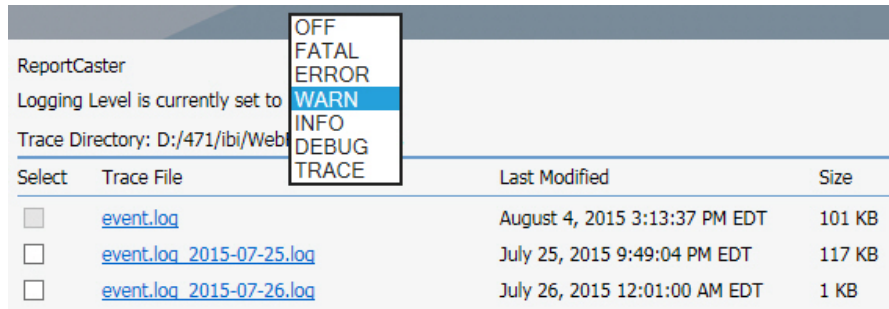 OFF
FATAL
ERROR
WARN
INFO
DEBUG
TRACE
ReportCaster
Logging Level is currently set to
Trace Directory: D:/471/ibi/
Select Trace File Last Modified Size
event.log August 4, 2015 3:13:37 PM EDT 101 KB
event.log_2015-07-25.log July 25, 2015 9:49:04 PM EDT 117 KB
event.log_2015-07-26.log July 26, 2015 12:01:00 AM EDT 1 KB